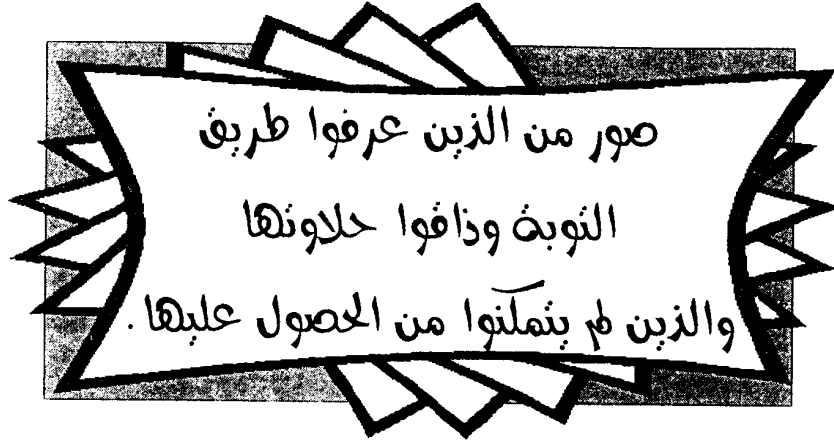 صور من الذين عرفوا طريق
التوبة وذاقوا حلاوتها
والذين لم يتمكنوا من الحصول عليها.